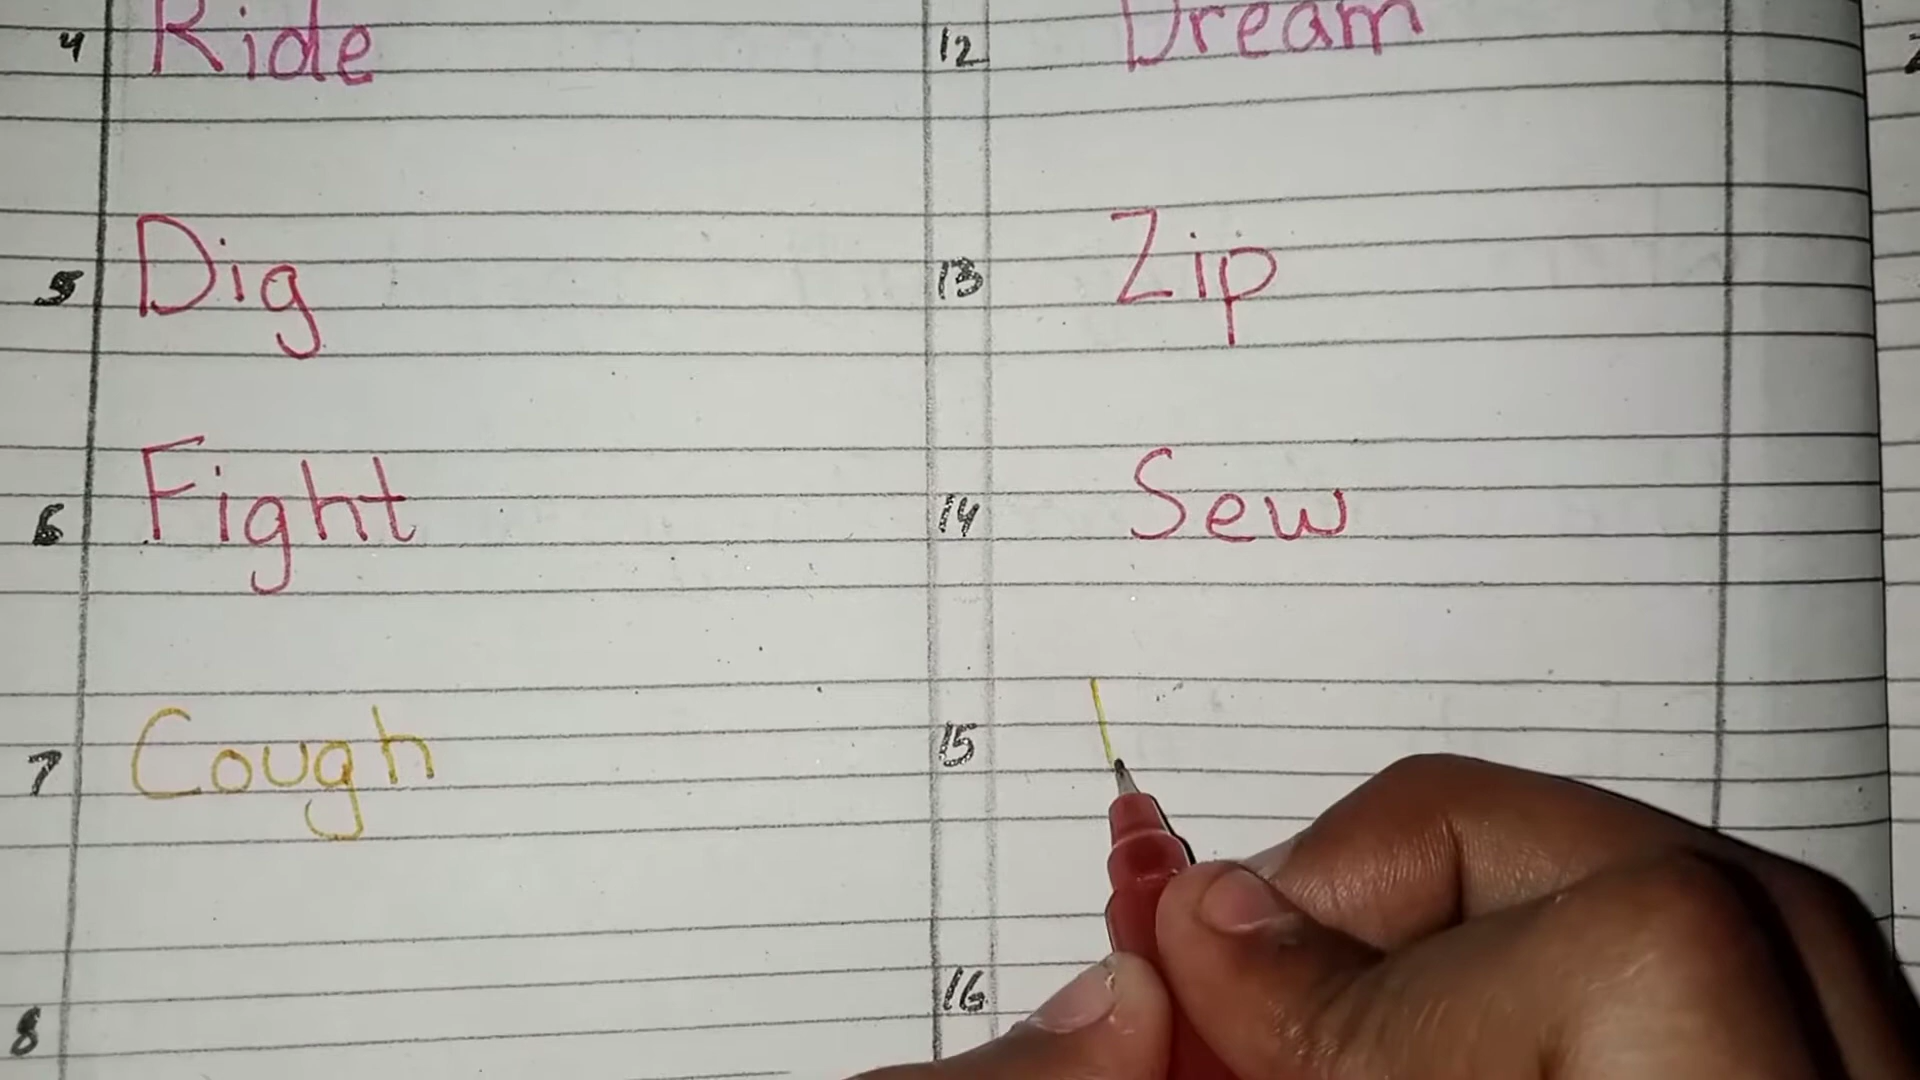 4 Ride 12 Dream
5 Dig 13 Zip
6 Fight 14 Sew
7 Cough 15
8 16